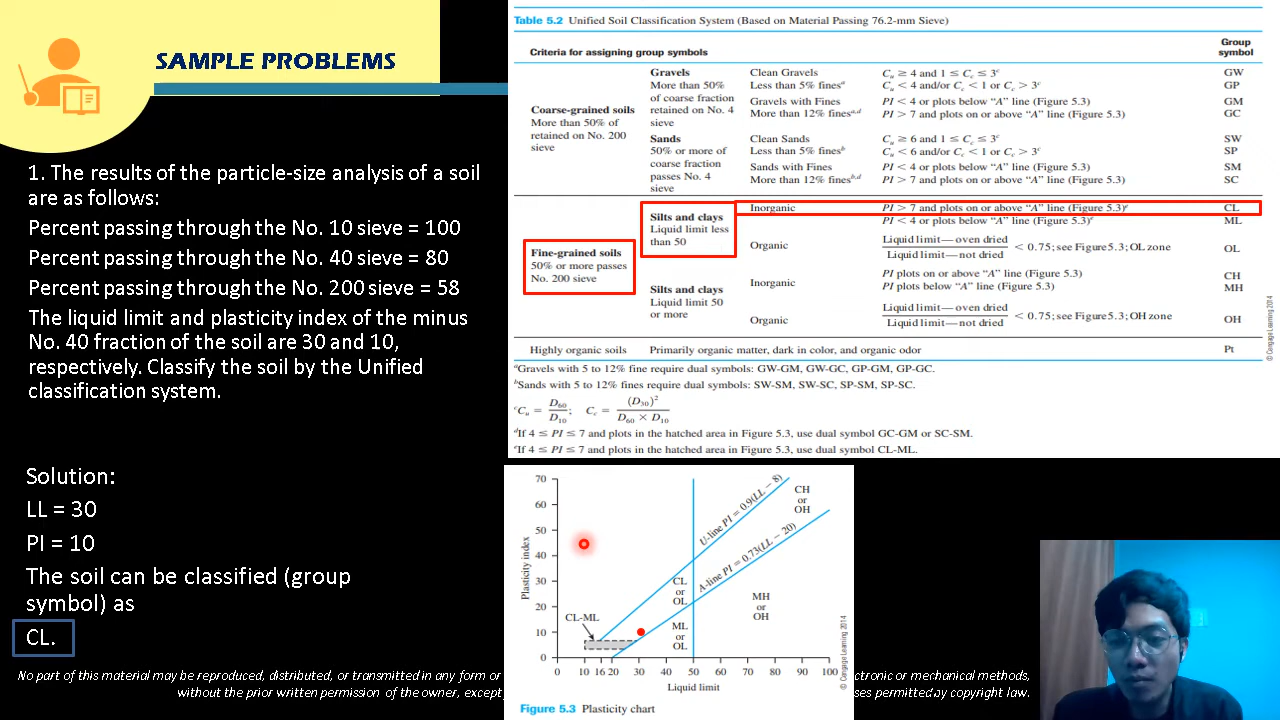 SAMPLE PROBLEMS
1. The results of the particle-size analysis of a soil
are as follows:
Percent passing through the No. 10 sieve = 100
Percent passing through the No. 40 sieve = 80
Percent passing through the No. 200 sieve = 58
The liquid limit and plasticity index of the minus
No. 40 fraction of the soil are 30 and 10,
respectively. Classify the soil by the Unified
classification system.
Solution:
LL = 30
PI = 10
The soil can be classified (group
symbol) as
CL.
No part of this material may be reproduced, distributed, or transmitted in any form or
ctronic or mechanical methods,
without the prior written permission of the owner, except
ses permitted by copyright law.
Table 5.2 Unified Soil Classification System (Based on Material Passing 76.2-mm Sieve)
Criteria for assigning group symbols
Group
symbol
Coarse-grained soils
More than 50% of
retained on No. 200
sieve
Gravels
More than 50%
of coarse fraction
retained on No. 4
sieve
Clean Gravels
Less than 5% finesᵃ
Cu ≥ 4 and 1 ≤ Cc ≤ 3ᶜ
GW
Cu < 4 and/or Cc < 1 or Cc > 3ᶜ
GP
Gravels with Fines
More than 12% finesᵃ,ᵈ
PI < 4 or plots below “A” line (Figure 5.3)
GM
PI > 7 and plots on or above “A” line (Figure 5.3)
GC
Sands
50% or more of
coarse fraction
passes No. 4
sieve
Clean Sands
Less than 5% finesᵇ
Cu ≥ 6 and 1 ≤ Cc ≤ 3ᶜ
SW
Cu < 6 and/or Cc < 1 or Cc > 3ᶜ
SP
Sands with Fines
More than 12% finesᵇ,ᵈ
PI < 4 or plots below “A” line (Figure 5.3)
SM
PI > 7 and plots on or above “A” line (Figure 5.3)
SC
Fine-grained soils
50% or more passes
No. 200 sieve
Silts and clays
Liquid limit less
than 50
Inorganic
PI > 7 and plots on or above “A” line (Figure 5.3)ᵉ
CL
PI < 4 or plots below “A” line (Figure 5.3)ᵉ
ML
Organic
Liquid limit— oven dried
Liquid limit— not dried
< 0.75; see Figure 5.3; OL zone
OL
Silts and clays
Liquid limit 50
or more
Inorganic
PI plots on or above “A” line (Figure 5.3)
CH
PI plots below “A” line (Figure 5.3)
MH
Organic
Liquid limit— oven dried
Liquid limit— not dried
< 0.75; see Figure 5.3; OH zone
OH
Highly organic soils
Primarily organic matter, dark in color, and organic odor
Pt
© Cengage Learning 2014
ᵃGravels with 5 to 12% fine require dual symbols: GW-GM, GW-GC, GP-GM, GP-GC.
ᵇSands with 5 to 12% fines require dual symbols: SW-SM, SW-SC, SP-SM, SP-SC.
ᶜCu = D60 / D10; Cc = (D30)² / D60 × D10
ᵈIf 4 ≤ PI ≤ 7 and plots in the hatched area in Figure 5.3, use dual symbol GC-GM or SC-SM.
ᵉIf 4 ≤ PI ≤ 7 and plots in the hatched area in Figure 5.3, use dual symbol CL-ML.
Plasticity index
70
60
50
40
30
20
10
0
U-line PI = 0.9(LL − 8)
A-line PI = 0.73(LL − 20)
CH
or
OH
CL
or
OL
MH
or
OH
CL-ML
ML
or
OL
0 10 16 20 30 40 50 60 70 80 90 100
Liquid limit
© Cengage Learning 2014
Figure 5.3 Plasticity chart